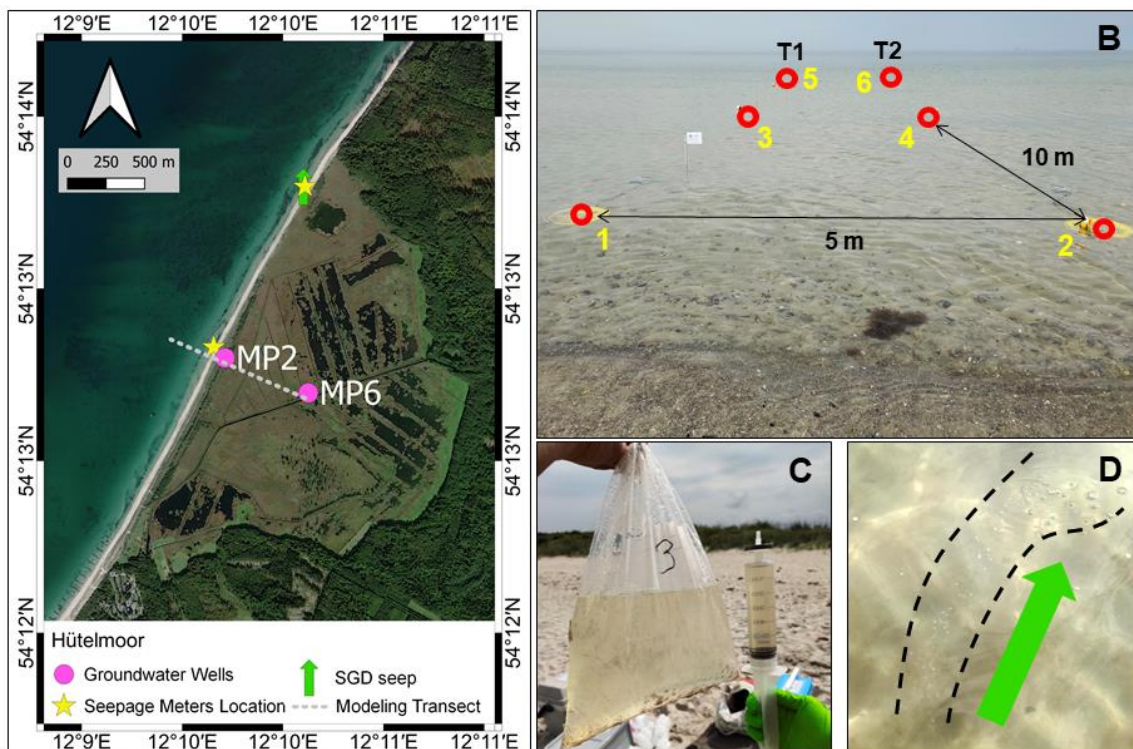 12°9'E 12°10'E 12°10'E 12°11'E 12°11'E
54°14'N
54°14'N
54°13'N
54°13'N
54°13'N
54°13'N
54°12'N
54°12'N
0 250 500 m
MP2
MP6
Hütelmoor
Groundwater Wells
SGD seep
Seepage Meters Location
Modeling Transect
12°9'E 12°10'E 12°10'E 12°11'E 12°11'E
B
T1 T2
5 6
3 4
10 m
1 2
5 m
C
3
D